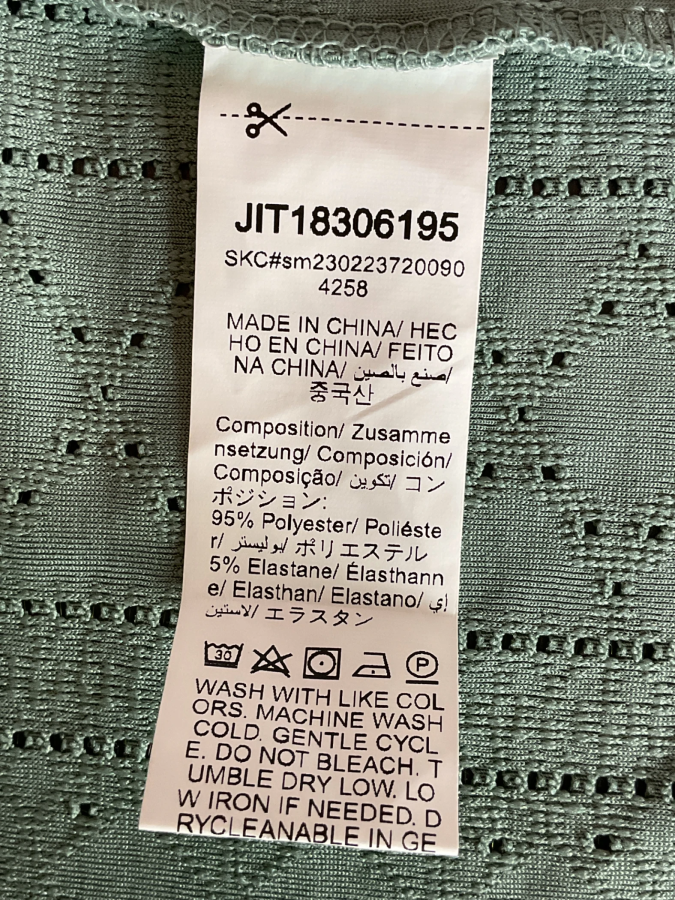 JIT18306195
SKC#sm230223720090
4258
MADE IN CHINA/ HEC
HO EN CHINA/ FEITO
NA CHINA/ صنع بالصين/
중국산
Composition/ Zusamme
nsetzung/ Composición/
Composição/ تكوين/ コン
ポジション:
95% Polyester/ Poliéste
r/ بوليستر/ ポリエステル
5% Elastane/ Élasthann
e/ Elasthan/ Elastano/ إي
لاستين/ エラスタン
30 P
WASH WITH LIKE COL
ORS. MACHINE WASH
COLD. GENTLE CYCL
E. DO NOT BLEACH. T
UMBLE DRY LOW. LO
W IRON IF NEEDED. D
RYCLEANABLE IN GE